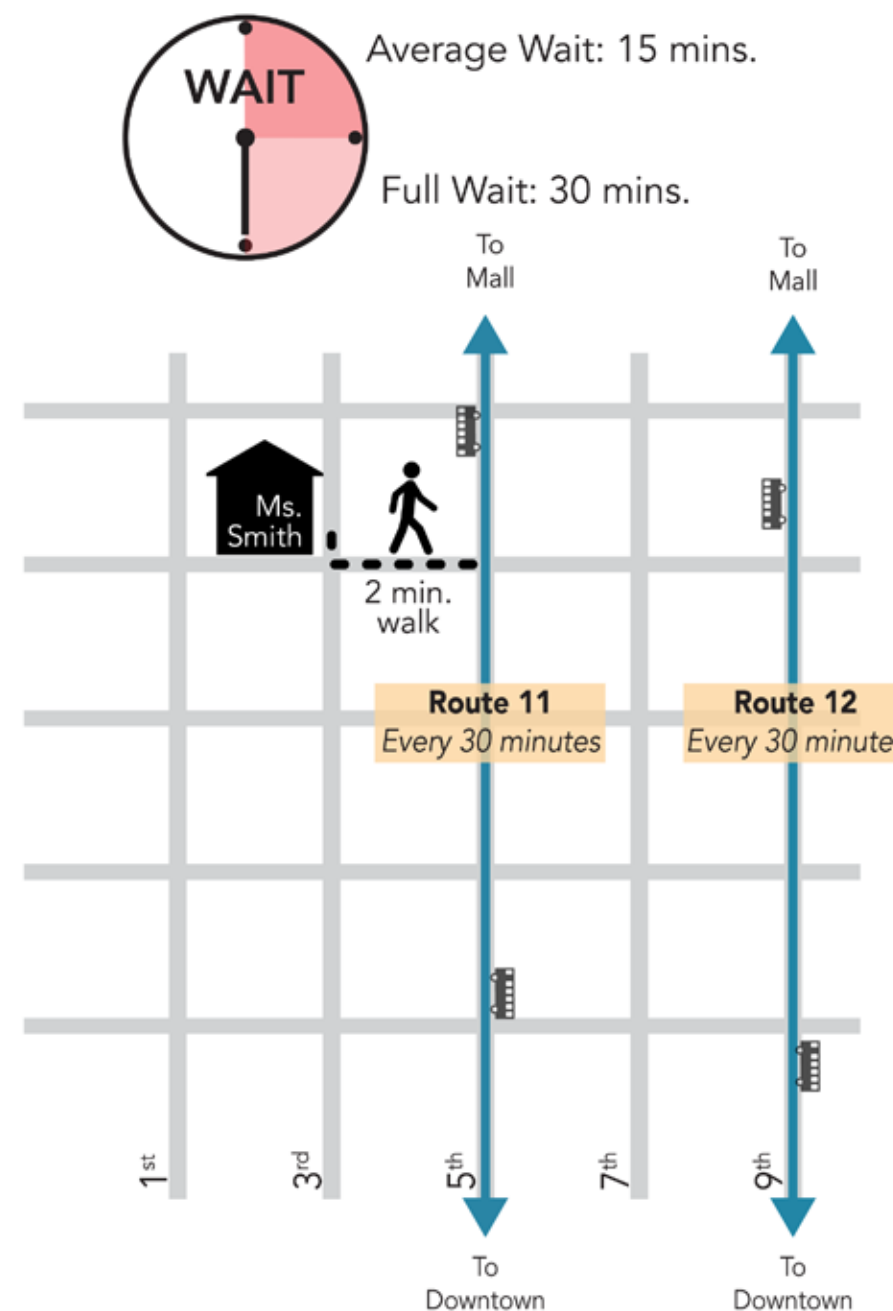 Average Wait: 15 mins.
WAIT
Full Wait: 30 mins.
To
Mall
To
Mall
Ms.
Smith
2 min.
walk
Route 11
Every 30 minutes
Route 12
Every 30 minute
1st
3rd
5th
7th
9th
To
Downtown
To
Downtown